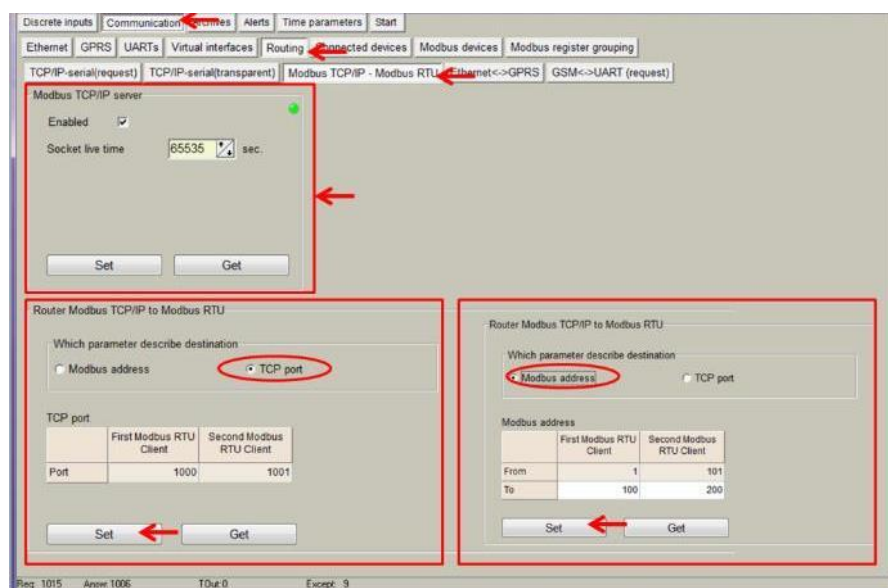 Discrete inputs Communication Archives Alerts Time parameters Start
Ethernet GPRS UARTs Virtual interfaces Routing Connected devices Modbus devices Modbus register grouping
TCP/IP-serial(request) TCP/IP-serial(transparent) Modbus TCP/IP - Modbus RTU Ethernet<->GPRS GSM<->UART (request)
Modbus TCP/IP server
Enabled
Socket live time 65535 sec.
Set Get
Router Modbus TCP/IP to Modbus RTU
Which parameter describe destination
Modbus address TCP port
TCP port
First Modbus RTU Client Second Modbus RTU Client
Port 1000 1001
Set Get
Router Modbus TCP/IP to Modbus RTU
Which parameter describe destination
Modbus address TCP port
Modbus address
First Modbus RTU Client Second Modbus RTU Client
From 1 101
To 100 200
Set Get
Req: 1015 Answ: 1006 TOut: 0 Except: 9